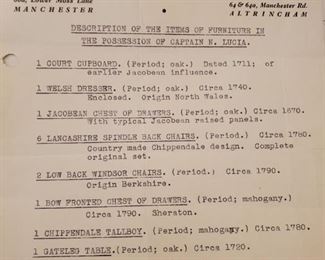 Lower Moss Lane
MANCHESTER
64 & 640, Manchester Rd.
ALTRINCHAM
DESCRIPTION OF THE ITEMS OF FURNITURE IN
THE POSSESSION OF CAPTAIN N. LUCIA.
1 COURT CUPBOARD. (Period; oak.) Dated 1711; of
earlier Jacobean influence.
1 WELSH DRESSER. (Period; oak.) Circa 1740.
Enclosed. Origin North Wales.
1 JACOBEAN CHEST OF DRAWERS. (Period; oak.) Circa 1670.
With typical Jacobean raised panels.
6 LANCASHIRE SPINDLE BACK CHAIRS. (Period.) Circa 1780.
Country made Chippendale design. Complete
original set.
2 LOW BACK WINDSOR CHAIRS. (Period.) Circa 1790.
Origin Berkshire.
1 BOW FRONTED CHEST OF DRAWERS. (Period; mahogany.)
Circa 1790. Sheraton.
1 CHIPPENDALE TALLBOY. (Period; mahogany.) Circa 1780.
1 GATELEG TABLE.(Period; oak.) Circa 1720.